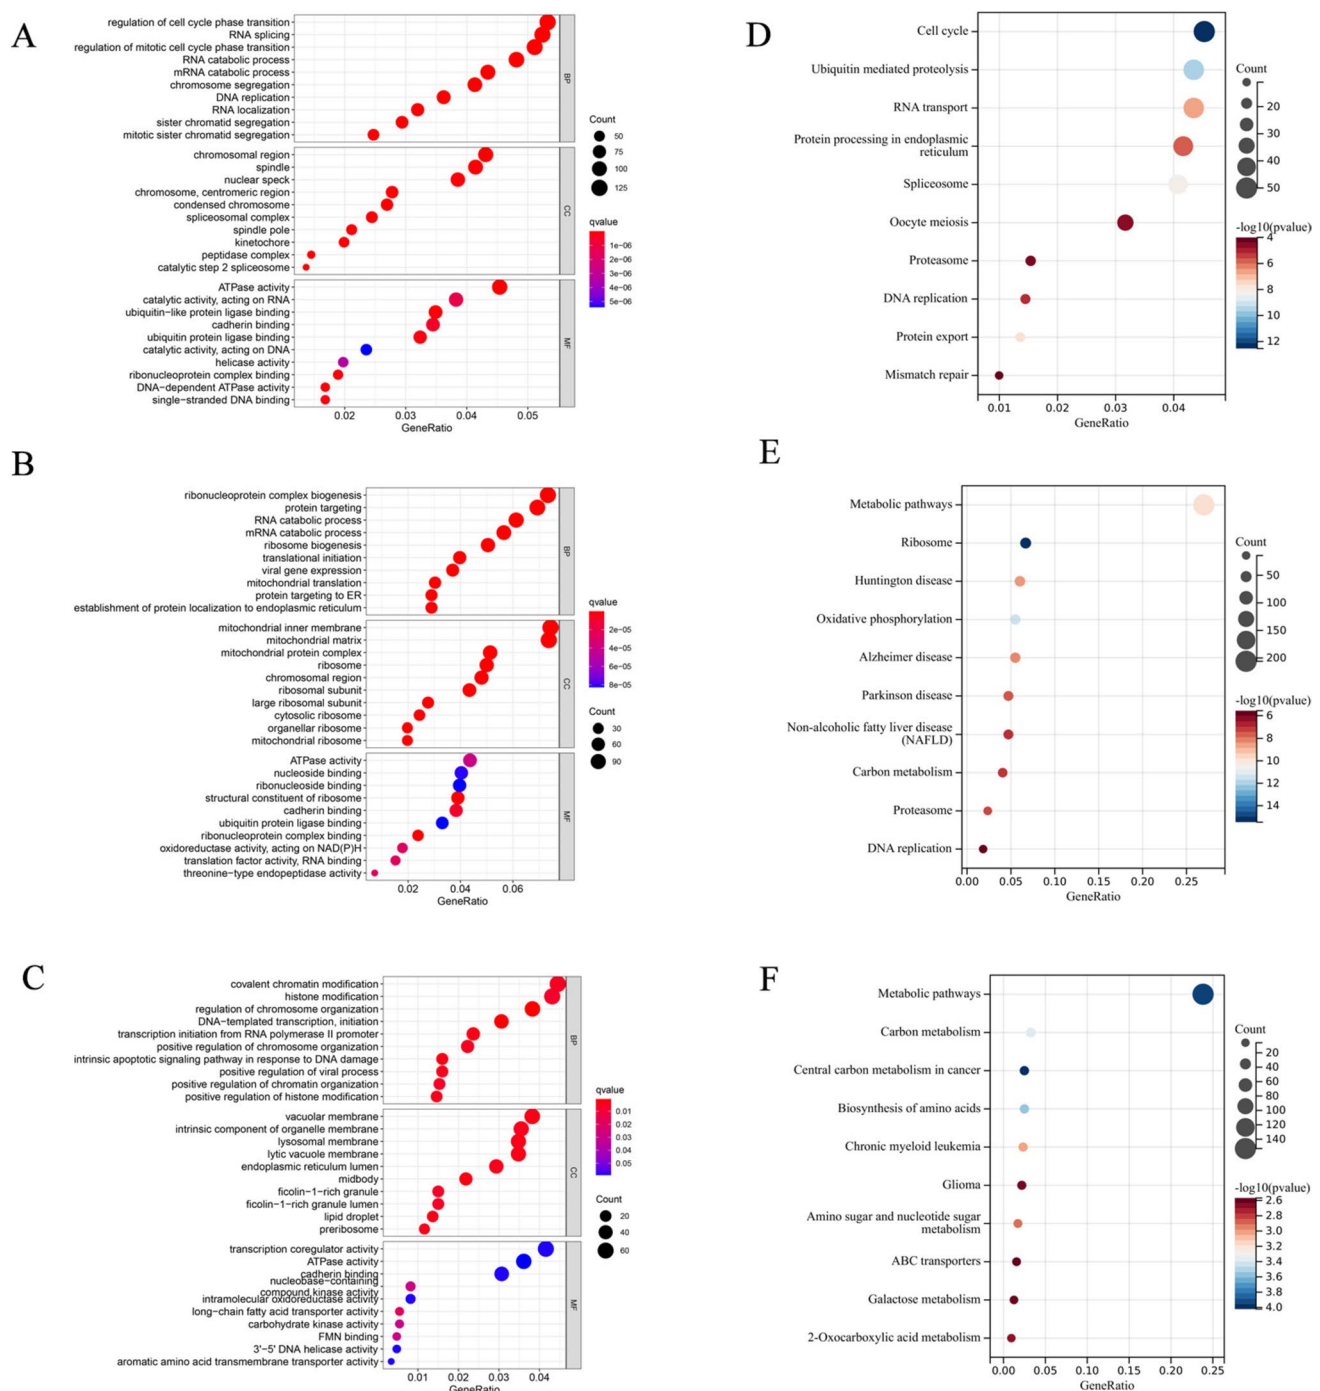 A
regulation of cell cycle phase transition
RNA splicing
regulation of mitotic cell cycle phase transition
RNA catabolic process
mRNA catabolic process
chromosome segregation
DNA replication
RNA localization
sister chromatid segregation
mitotic sister chromatid segregation
BP
chromosomal region
spindle
nuclear speck
chromosome, centromeric region
condensed chromosome
spliceosomal complex
spindle pole
kinetochore
peptidase complex
catalytic step 2 spliceosome
CC
ATPase activity
catalytic activity, acting on RNA
ubiquitin-like protein ligase binding
cadherin binding
ubiquitin protein ligase binding
catalytic activity, acting on DNA
helicase activity
ribonucleoprotein complex binding
DNA-dependent ATPase activity
single-stranded DNA binding
MF
0.02 0.03 0.04 0.05
GeneRatio
Count
50
75
100
125
qvalue
1e-06
2e-06
3e-06
4e-06
5e-06
D
Cell cycle
Ubiquitin mediated proteolysis
RNA transport
Protein processing in endoplasmic
reticulum
Spliceosome
Oocyte meiosis
Proteasome
DNA replication
Protein export
Mismatch repair
0.01 0.02 0.03 0.04
GeneRatio
Count
20
30
40
50
-log10(pvalue)
4
6
8
10
12
B
ribonucleoprotein complex biogenesis
protein targeting
RNA catabolic process
mRNA catabolic process
ribosome biogenesis
translational initiation
viral gene expression
mitochondrial translation
protein targeting to ER
establishment of protein localization to endoplasmic reticulum
BP
mitochondrial inner membrane
mitochondrial matrix
mitochondrial protein complex
ribosome
chromosomal region
ribosomal subunit
large ribosomal subunit
cytosolic ribosome
organellar ribosome
mitochondrial ribosome
CC
ATPase activity
nucleoside binding
ribonucleoside binding
structural constituent of ribosome
cadherin binding
ubiquitin protein ligase binding
ribonucleoprotein complex binding
oxidoreductase activity, acting on NAD(P)H
translation factor activity, RNA binding
threonine-type endopeptidase activity
MF
0.02 0.04 0.06
GeneRatio
qvalue
2e-05
4e-05
6e-05
8e-05
Count
30
60
90
E
Metabolic pathways
Ribosome
Huntington disease
Oxidative phosphorylation
Alzheimer disease
Parkinson disease
Non-alcoholic fatty liver disease
(NAFLD)
Carbon metabolism
Proteasome
DNA replication
0.00 0.05 0.10 0.15 0.20 0.25
GeneRatio
Count
50
100
150
200
-log10(pvalue)
6
8
10
12
14
C
covalent chromatin modification
histone modification
regulation of chromosome organization
DNA-templated transcription, initiation
transcription initiation from RNA polymerase II promoter
positive regulation of chromosome organization
intrinsic apoptotic signaling pathway in response to DNA damage
positive regulation of viral process
positive regulation of chromatin organization
positive regulation of histone modification
BP
vacuolar membrane
intrinsic component of organelle membrane
lysosomal membrane
lytic vacuole membrane
endoplasmic reticulum lumen
midbody
ficolin-1-rich granule
ficolin-1-rich granule lumen
lipid droplet
preribosome
CC
transcription coregulator activity
ATPase activity
cadherin binding
nucleobase-containing
compound kinase activity
intramolecular oxidoreductase activity
long-chain fatty acid transporter activity
carbohydrate kinase activity
FMN binding
3'-5' DNA helicase activity
aromatic amino acid transmembrane transporter activity
MF
0.01 0.02 0.03 0.04
GeneRatio
qvalue
0.01
0.02
0.03
0.04
0.05
Count
20
40
60
F
Metabolic pathways
Carbon metabolism
Central carbon metabolism in cancer
Biosynthesis of amino acids
Chronic myeloid leukemia
Glioma
Amino sugar and nucleotide sugar
metabolism
ABC transporters
Galactose metabolism
2-Oxocarboxylic acid metabolism
0.00 0.05 0.10 0.15 0.20 0.25
GeneRatio
Count
20
40
60
80
100
120
140
-log10(pvalue)
2.6
2.8
3.0
3.2
3.4
3.6
3.8
4.0